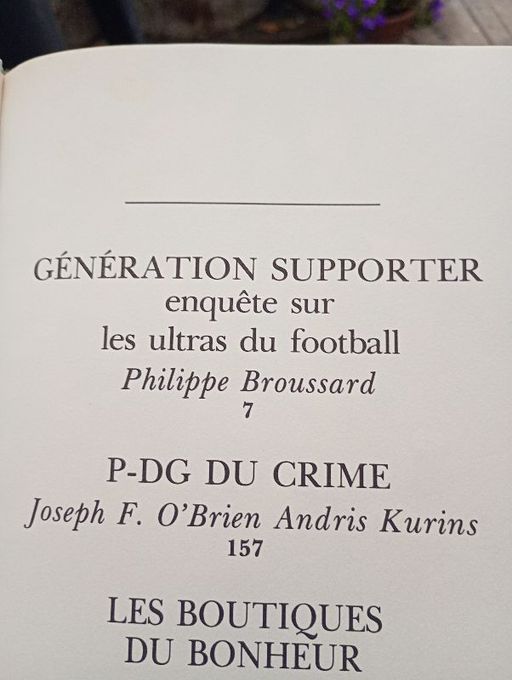 GÉNÉRATION SUPPORTER
enquête sur
les ultras du football
Philippe Broussard
7
P-DG DU CRIME
Joseph F. O'Brien Andris Kurins
157
LES BOUTIQUES
DU BONHEUR